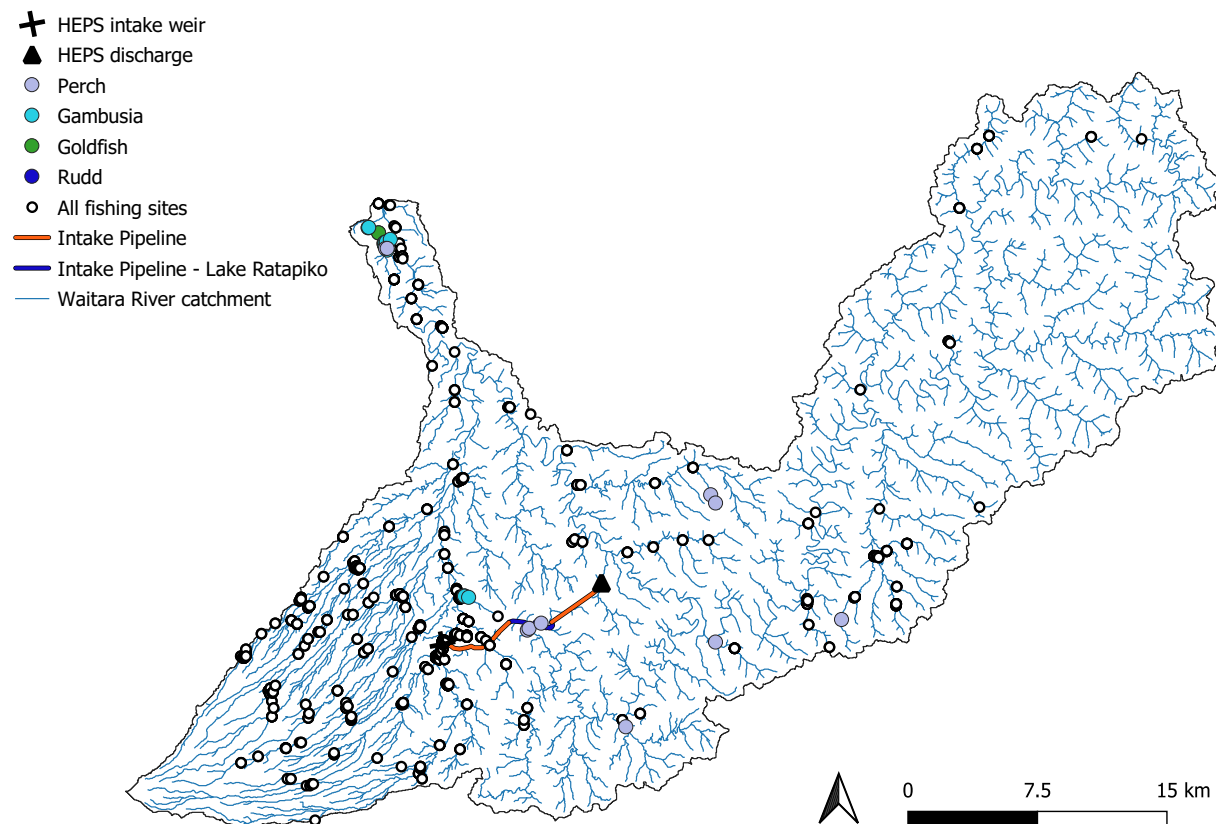 HEPS intake weir
HEPS discharge
Perch
Gambusia
Goldfish
Rudd
All fishing sites
Intake Pipeline
Intake Pipeline - Lake Ratapiko
Waitara River catchment
0 7.5 15 km